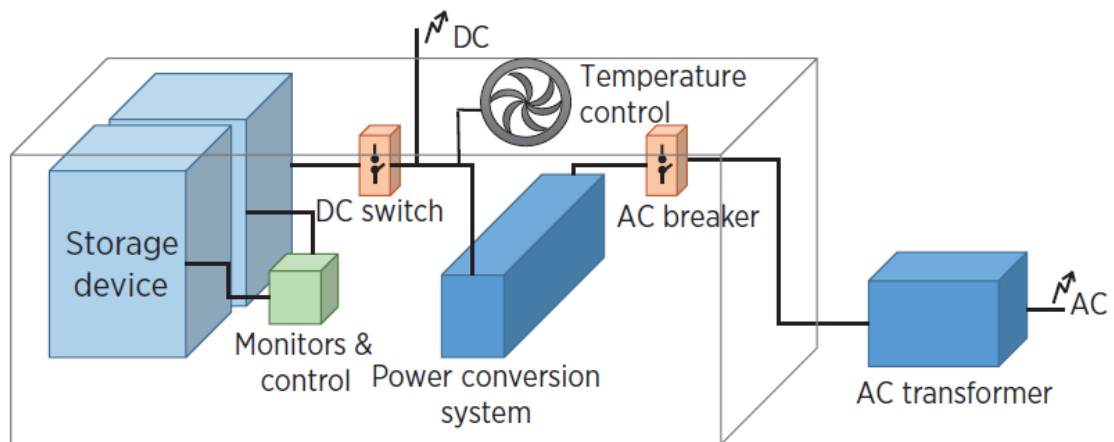 DC
Temperature
control
DC switch
AC breaker
Storage
device
Monitors &
control
Power conversion
system
AC
AC transformer